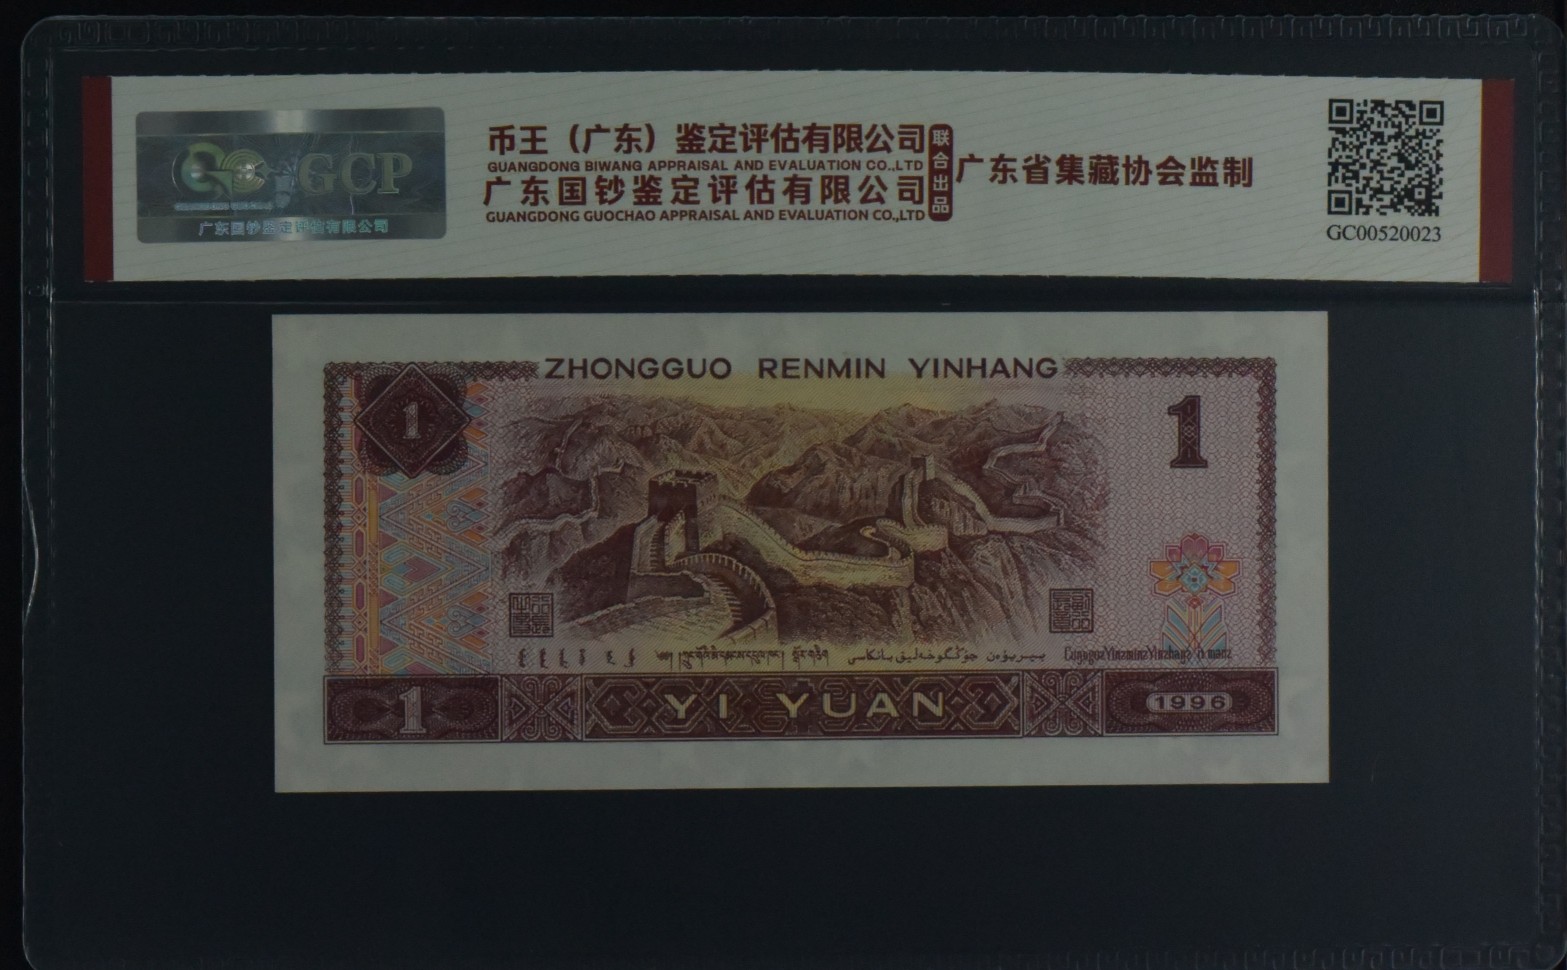 GCP
广东国钞鉴定评估有限公司
币王（广东）鉴定评估有限公司
GUANGDONG BIWANG APPRAISAL AND EVALUATION CO.,LTD
广东国钞鉴定评估有限公司
GUANGDONG GUOCHAO APPRAISAL AND EVALUATION CO.,LTD
联合出品
广东省集藏协会监制
GC00520023
ZHONGGUO RENMIN YINHANG
1
1
1
YI YUAN
1996